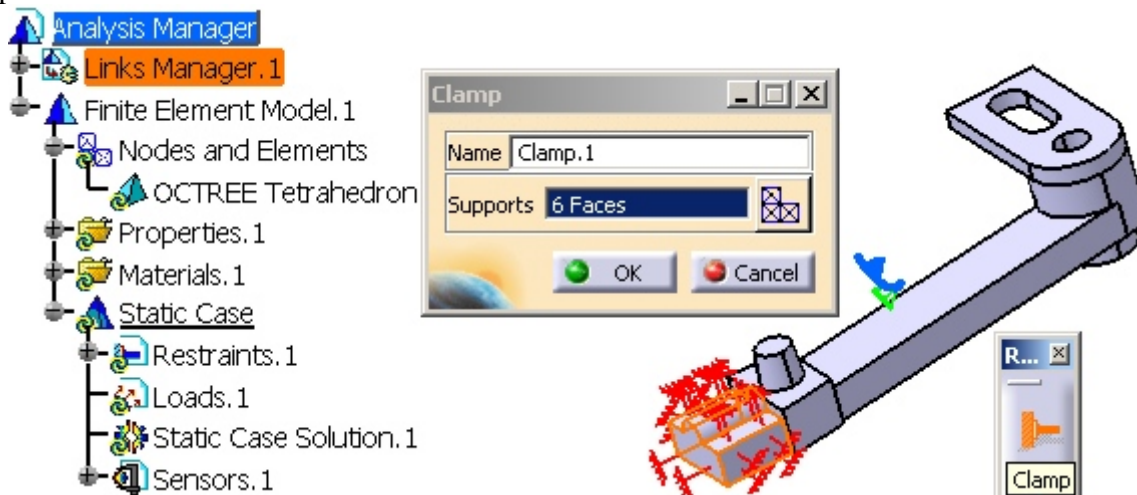 Analysis Manager
Links Manager.1
Finite Element Model.1
Nodes and Elements
OCTREE Tetrahedron
Properties.1
Materials.1
Static Case
Restraints.1
Loads.1
Static Case Solution.1
Sensors.1
Clamp
Name Clamp.1
Supports 6 Faces
OK Cancel
R...
Clamp